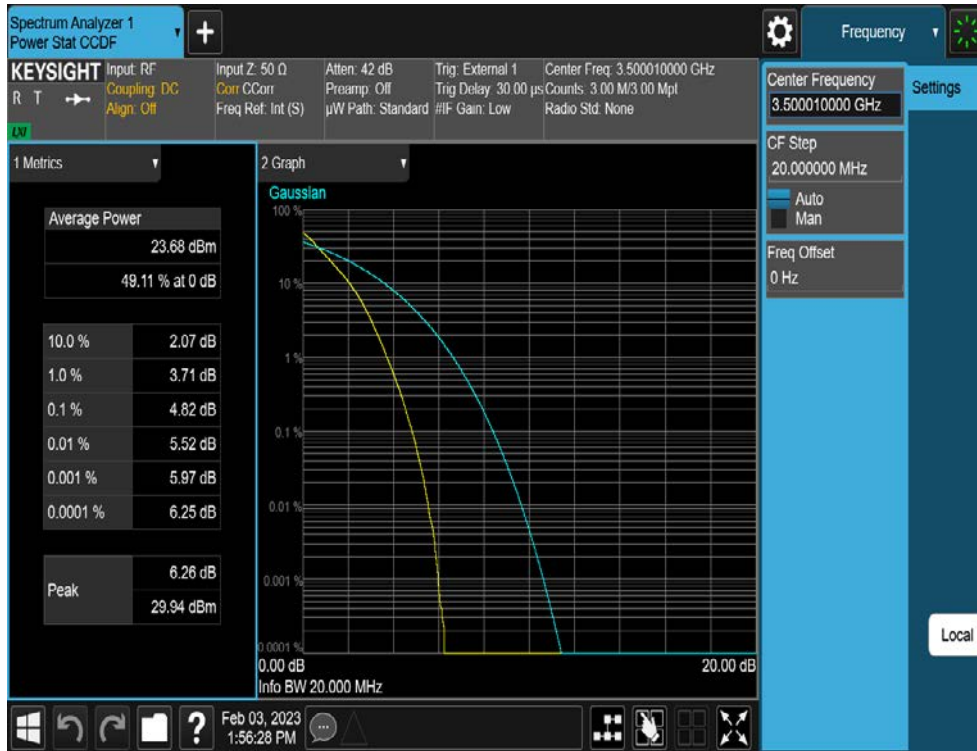 Spectrum Analyzer 1
Power Stat CCDF
+
Frequency
KEYSIGHT
R T
LXI
Input: RF
Coupling: DC
Align: Off
Input Z: 50 Ω
Corr CCorr
Freq Ref: Int (S)
Atten: 42 dB
Preamp: Off
µW Path: Standard
Trig: External 1
Trig Delay: 30.00 µs
#IF Gain: Low
Center Freq: 3.500010000 GHz
Counts: 3.00 M/3.00 Mpt
Radio Std: None
Center Frequency
3.500010000 GHz
Settings
CF Step
20.000000 MHz
Auto
Man
Freq Offset
0 Hz
Local
1 Metrics
Average Power
23.68 dBm
49.11 % at 0 dB
10.0 % 2.07 dB
1.0 % 3.71 dB
0.1 % 4.82 dB
0.01 % 5.52 dB
0.001 % 5.97 dB
0.0001 % 6.25 dB
Peak
6.26 dB
29.94 dBm
2 Graph
Gaussian
100 %
10 %
1 %
0.1 %
0.01 %
0.001 %
0.0001 %
0.00 dB 20.00 dB
Info BW 20.000 MHz
?
Feb 03, 2023
1:56:28 PM